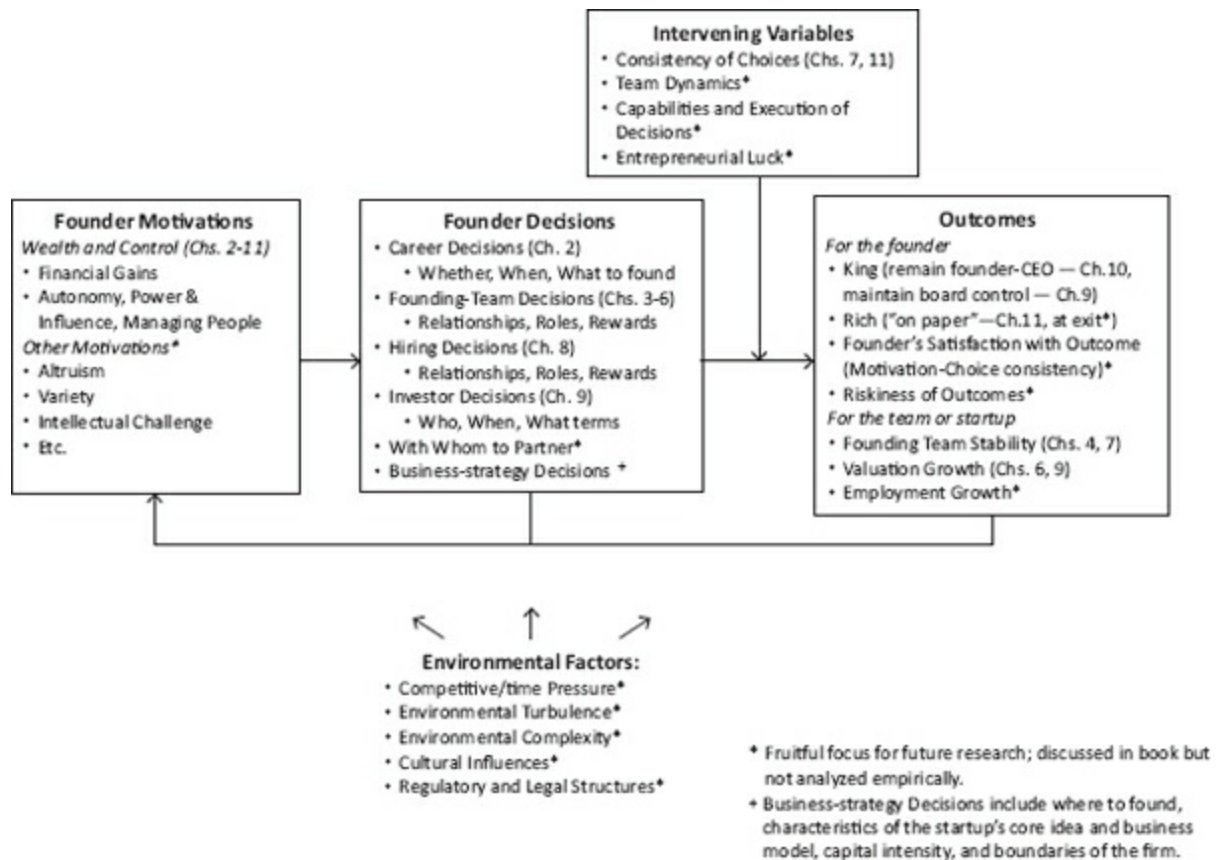 Intervening Variables
• Consistency of Choices (Chs. 7, 11)
• Team Dynamics*
• Capabilities and Execution of
Decisions*
• Entrepreneurial Luck*
Founder Motivations
Wealth and Control (Chs. 2-11)
• Financial Gains
• Autonomy, Power &
Influence, Managing People
Other Motivations*
• Altruism
• Variety
• Intellectual Challenge
• Etc.
Founder Decisions
• Career Decisions (Ch. 2)
• Whether, When, What to found
• Founding-Team Decisions (Chs. 3-6)
• Relationships, Roles, Rewards
• Hiring Decisions (Ch. 8)
• Relationships, Roles, Rewards
• Investor Decisions (Ch. 9)
• Who, When, What terms
• With Whom to Partner*
• Business-strategy Decisions +
Outcomes
For the founder
• King (remain founder-CEO — Ch.10,
maintain board control — Ch.9)
• Rich ("on paper"—Ch.11, at exit*)
• Founder's Satisfaction with Outcome
(Motivation-Choice consistency)*
• Riskiness of Outcomes*
For the team or startup
• Founding Team Stability (Chs. 4, 7)
• Valuation Growth (Chs. 6, 9)
• Employment Growth*
Environmental Factors:
• Competitive/time Pressure*
• Environmental Turbulence*
• Environmental Complexity*
• Cultural Influences*
• Regulatory and Legal Structures*
* Fruitful focus for future research; discussed in book but
not analyzed empirically.
+ Business-strategy Decisions include where to found,
characteristics of the startup's core idea and business
model, capital intensity, and boundaries of the firm.